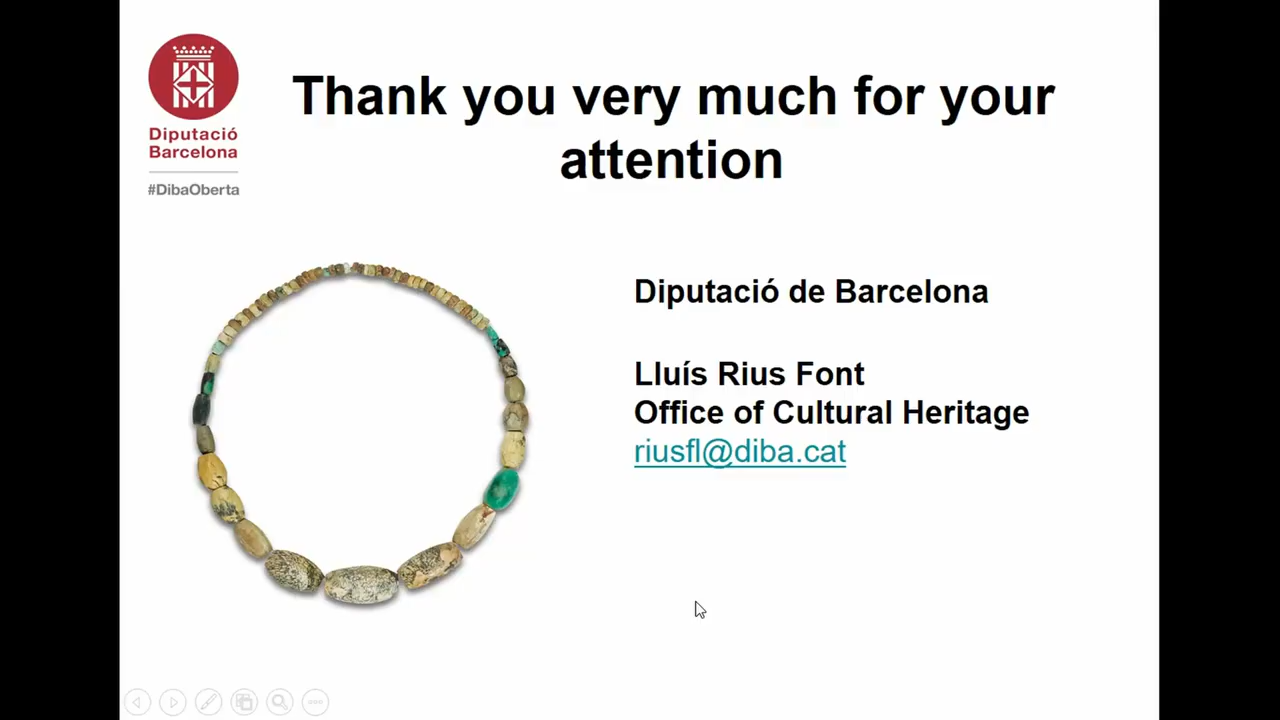 Diputació
Barcelona
#DibaOberta
Thank you very much for your
attention
Diputació de Barcelona
Lluís Rius Font
Office of Cultural Heritage
riusfl@diba.cat